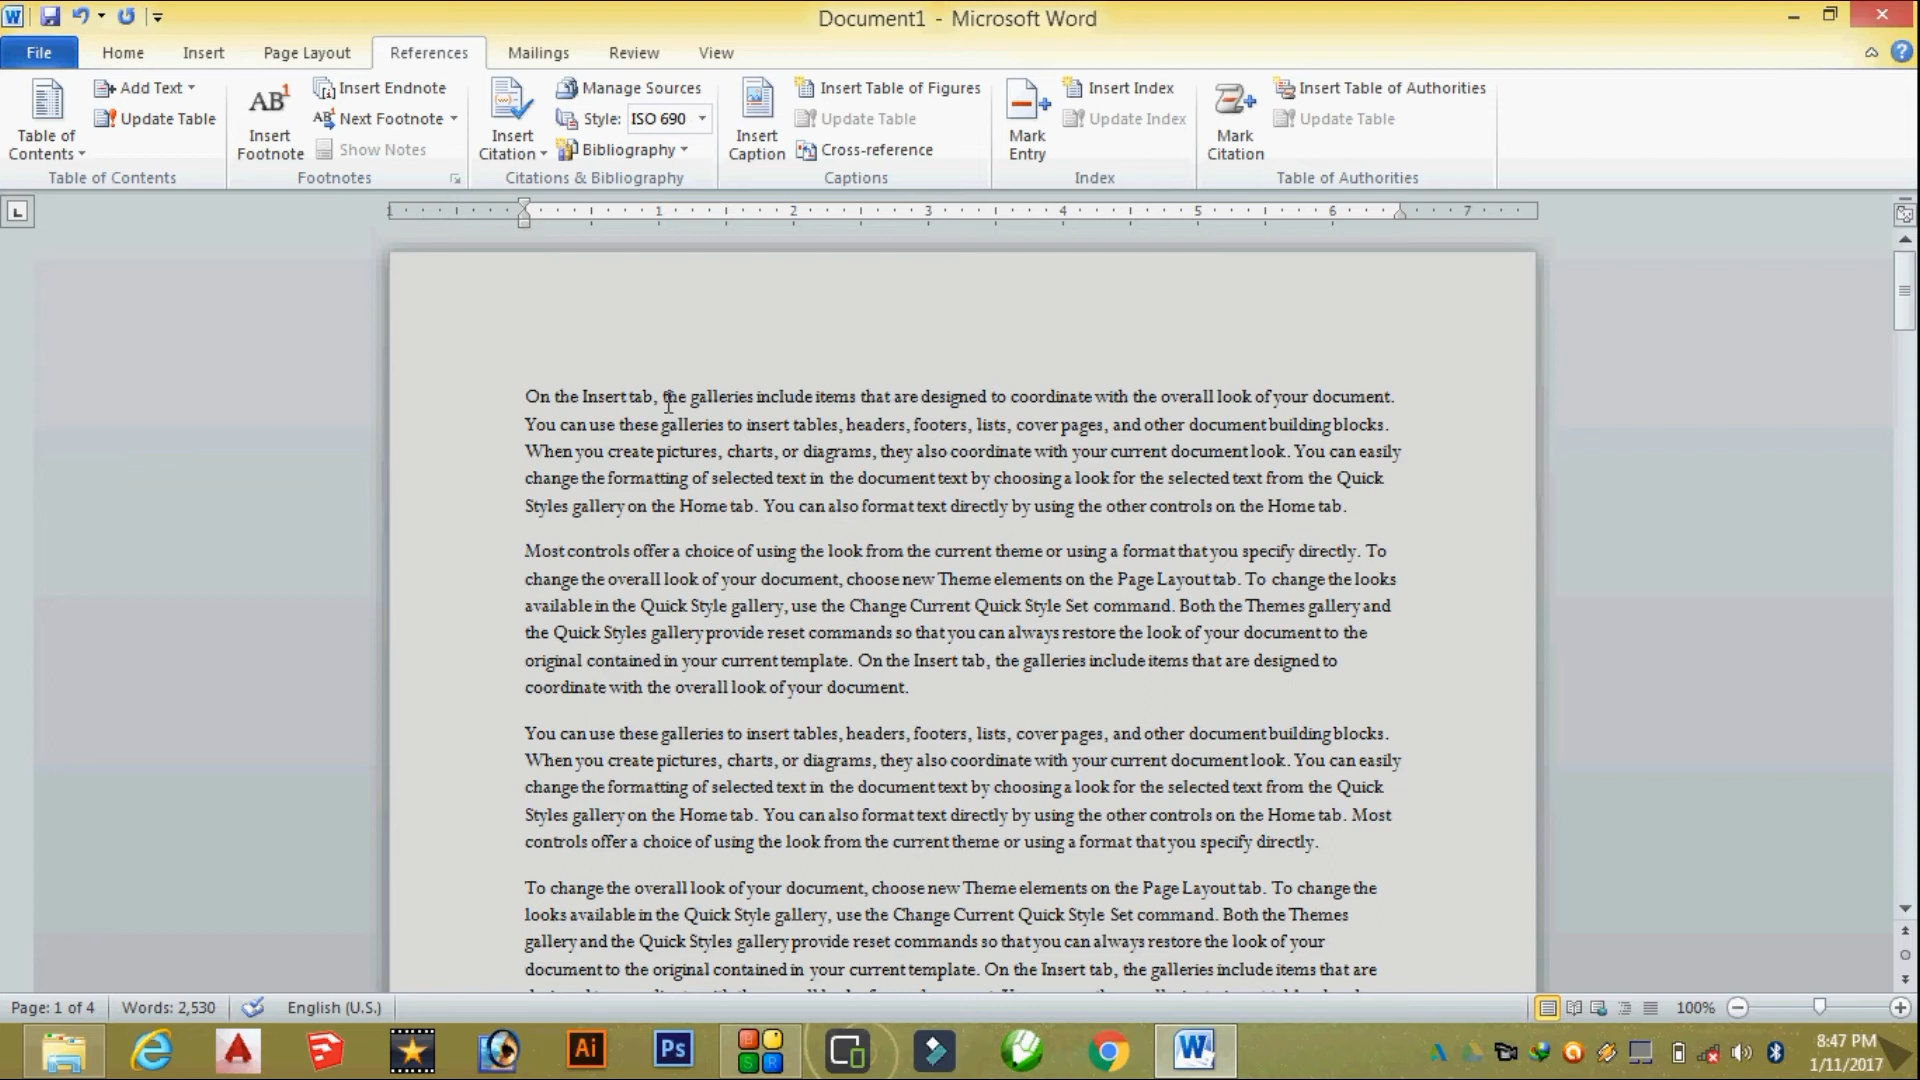 Document1 - Microsoft Word
File Home Insert Page Layout References Mailings Review View
Table of Contents
Add Text
Update Table
Table of Contents
AB1 Insert Footnote
Insert Endnote
AB1 Next Footnote
Show Notes
Footnotes
Insert Citation
Manage Sources
Style: ISO 690
Bibliography
Citations & Bibliography
Insert Caption
Insert Table of Figures
Update Table
Cross-reference
Captions
Mark Entry
Insert Index
Update Index
Index
Mark Citation
Insert Table of Authorities
Update Table
Table of Authorities
1 1 2 3 4 5 6 7
On the Insert tab, the galleries include items that are designed to coordinate with the overall look of your document.
You can use these galleries to insert tables, headers, footers, lists, cover pages, and other document building blocks.
When you create pictures, charts, or diagrams, they also coordinate with your current document look. You can easily
change the formatting of selected text in the document text by choosing a look for the selected text from the Quick
Styles gallery on the Home tab. You can also format text directly by using the other controls on the Home tab.
Most controls offer a choice of using the look from the current theme or using a format that you specify directly. To
change the overall look of your document, choose new Theme elements on the Page Layout tab. To change the looks
available in the Quick Style gallery, use the Change Current Quick Style Set command. Both the Themes gallery and
the Quick Styles gallery provide reset commands so that you can always restore the look of your document to the
original contained in your current template. On the Insert tab, the galleries include items that are designed to
coordinate with the overall look of your document.
You can use these galleries to insert tables, headers, footers, lists, cover pages, and other document building blocks.
When you create pictures, charts, or diagrams, they also coordinate with your current document look. You can easily
change the formatting of selected text in the document text by choosing a look for the selected text from the Quick
Styles gallery on the Home tab. You can also format text directly by using the other controls on the Home tab. Most
controls offer a choice of using the look from the current theme or using a format that you specify directly.
To change the overall look of your document, choose new Theme elements on the Page Layout tab. To change the
looks available in the Quick Style gallery, use the Change Current Quick Style Set command. Both the Themes
gallery and the Quick Styles gallery provide reset commands so that you can always restore the look of your
document to the original contained in your current template. On the Insert tab, the galleries include items that are
Page: 1 of 4 Words: 2,530 English (U.S.) 100%
Ai Ps
8:47 PM
1/11/2017